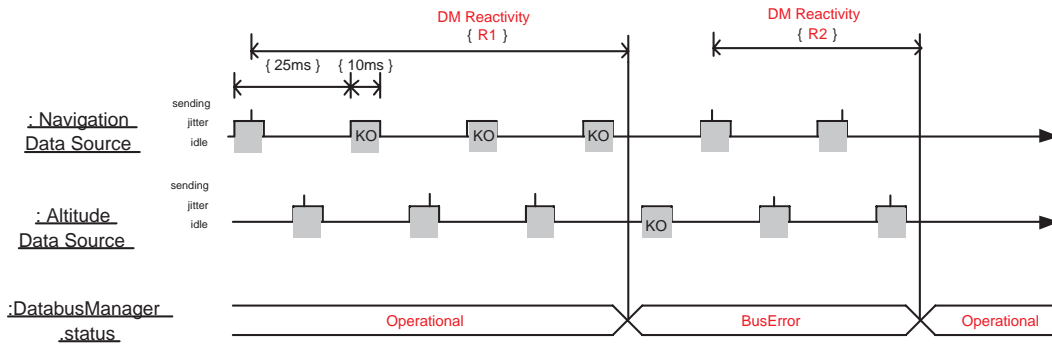 DM Reactivity
{ R1 }
DM Reactivity
{ R2 }
{ 25ms }
{ 10ms }
: Navigation
Data Source
sending
jitter
idle
KO
KO
KO
: Altitude
Data Source
sending
jitter
idle
KO
:DatabusManager
.status
Operational
BusError
Operational